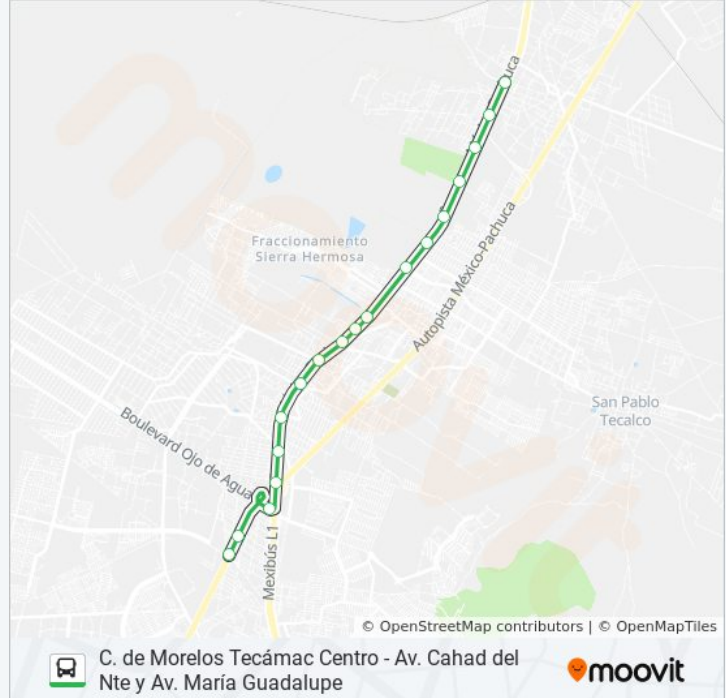 uca
Fraccionamiento
Sierra Hermosa
Autopista México-Pachuca
San Pablo
Tecalco
Boulevard Ojo de Agua
Mexibús L1
© OpenStreetMap contributors | © OpenMapTiles
C. de Morelos Tecámac Centro - Av. Cahad del
Nte y Av. María Guadalupe
moovit